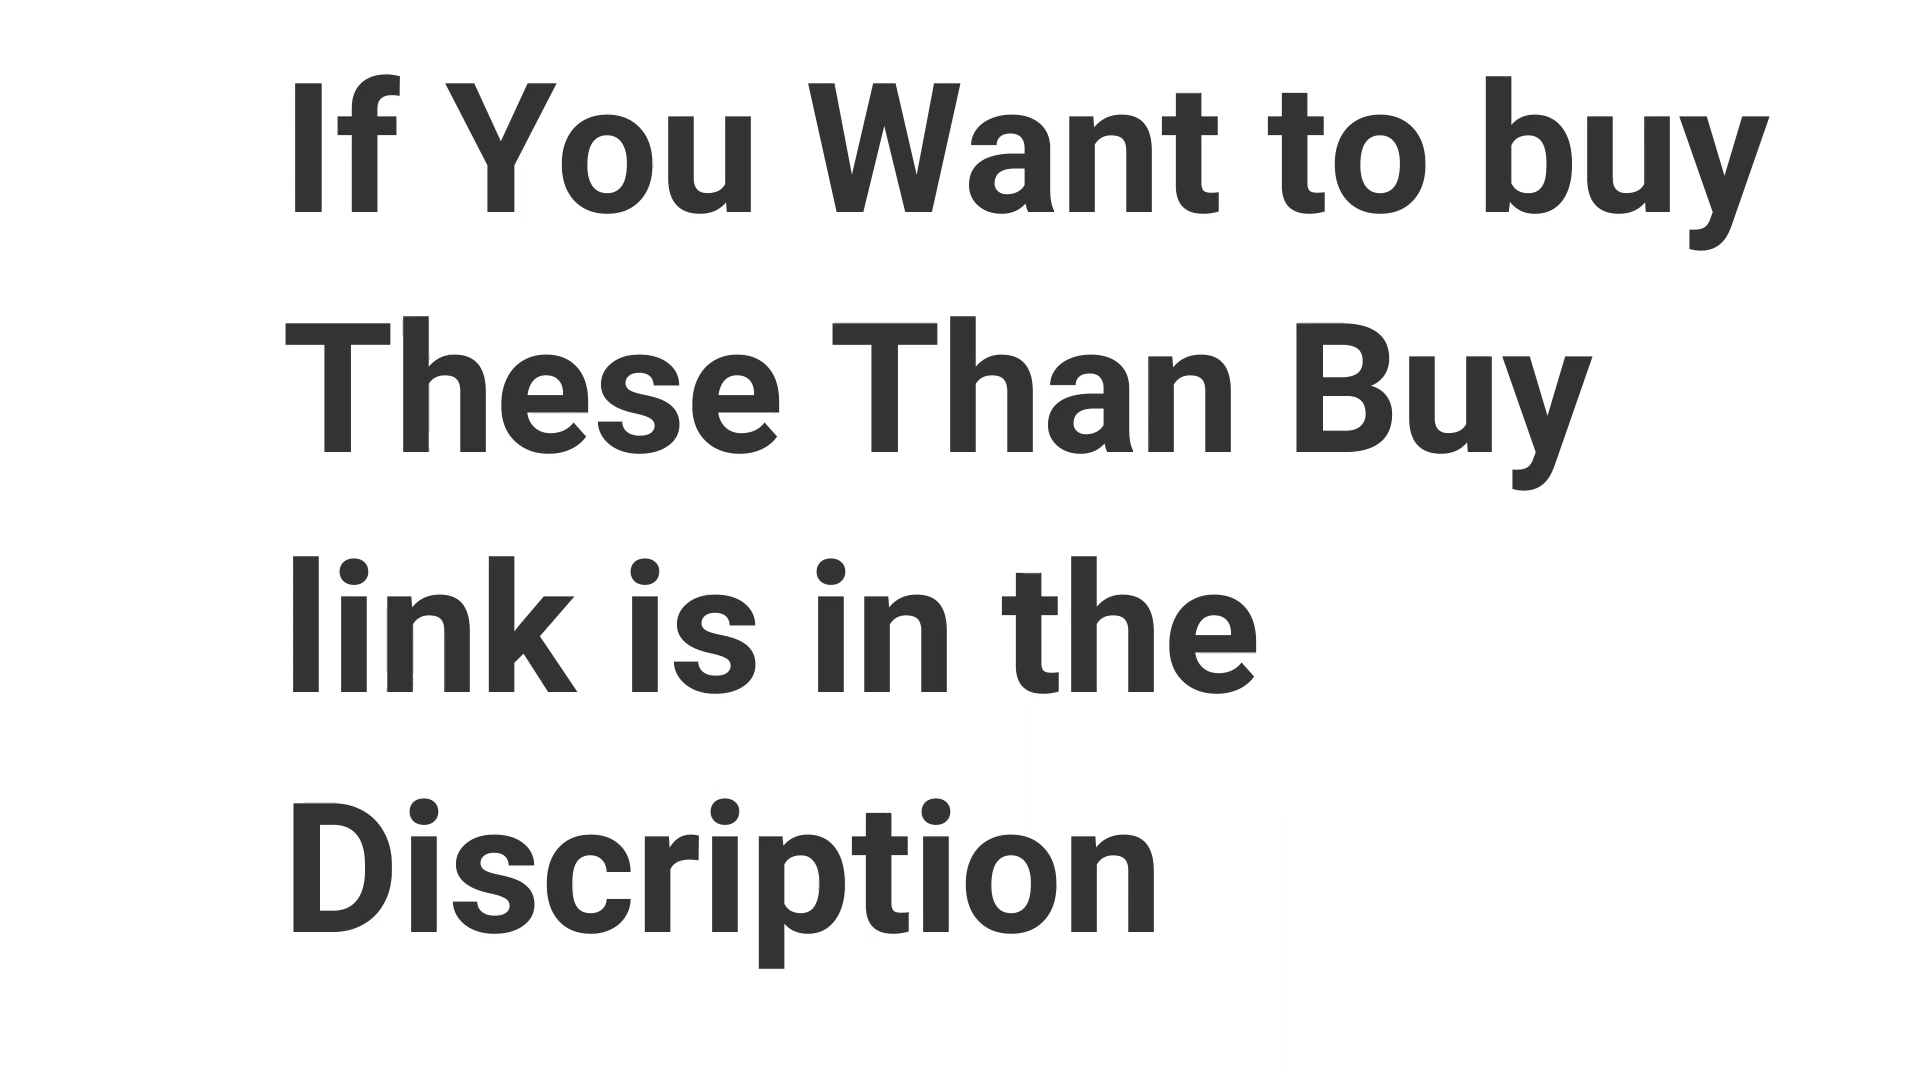 If You Want to buy
These Than Buy
link is in the
Discription